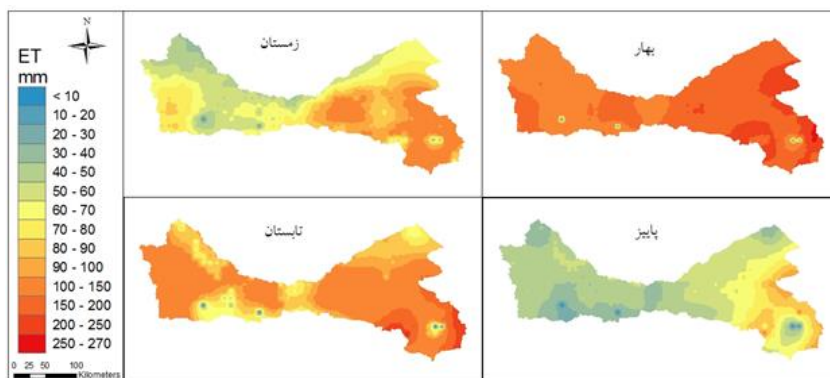 N
ET
mm
< 10
10 - 20
20 - 30
30 - 40
40 - 50
50 - 60
60 - 70
70 - 80
80 - 90
90 - 100
100 - 150
150 - 200
200 - 250
250 - 270
0 25 50 100
Kilometers
زمستان
بهار
تابستان
پاییز